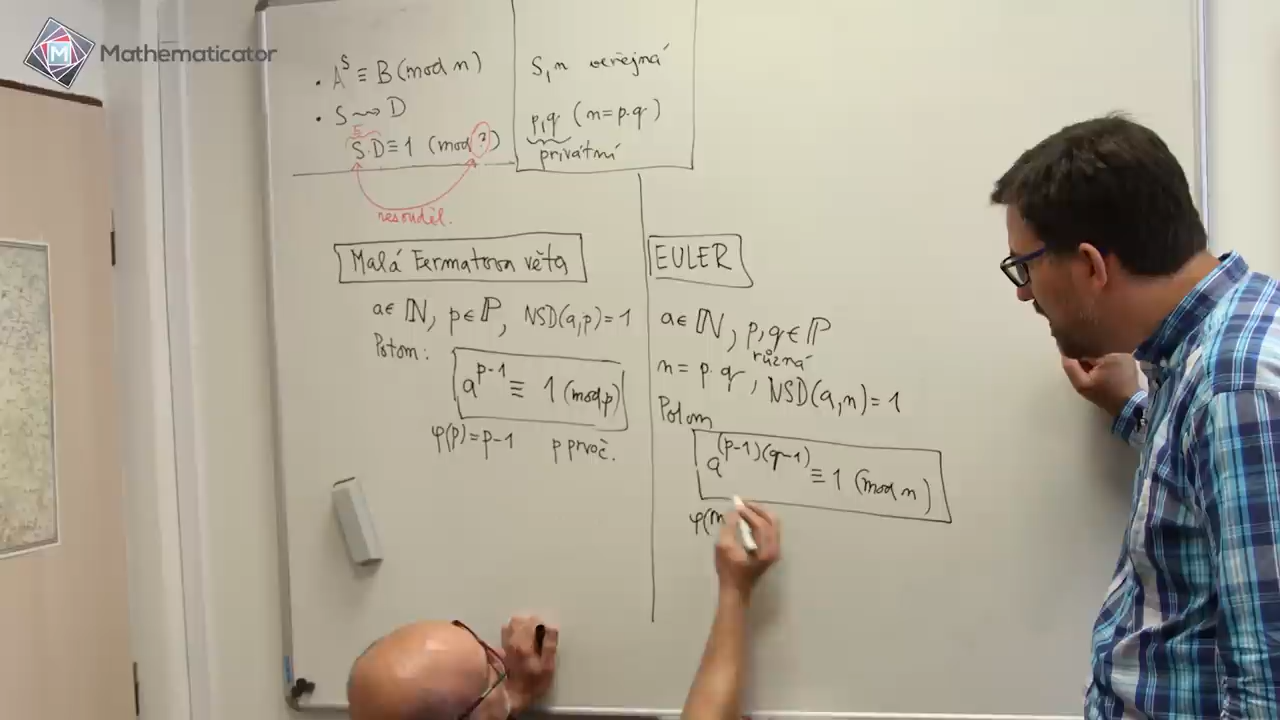 Mathematicator
• A^S ≡ B (mod n)
• S ⇝ D
5
S·D ≡ 1 (mod ?)
nesouděl.
S, n veřejná
p, q (n = p·q)
privátní
Malá Fermatova věta
a ∈ ℕ, p ∈ ℙ, NSD(a,p) = 1
Potom:
a^(p-1) ≡ 1 (mod p)
φ(p) = p-1 p prvoč.
EULER
a ∈ ℕ, p, q ∈ ℙ
různá
n = p·q, NSD(a,n) = 1
Potom
a^((p-1)(q-1)) ≡ 1 (mod n)
φ(n